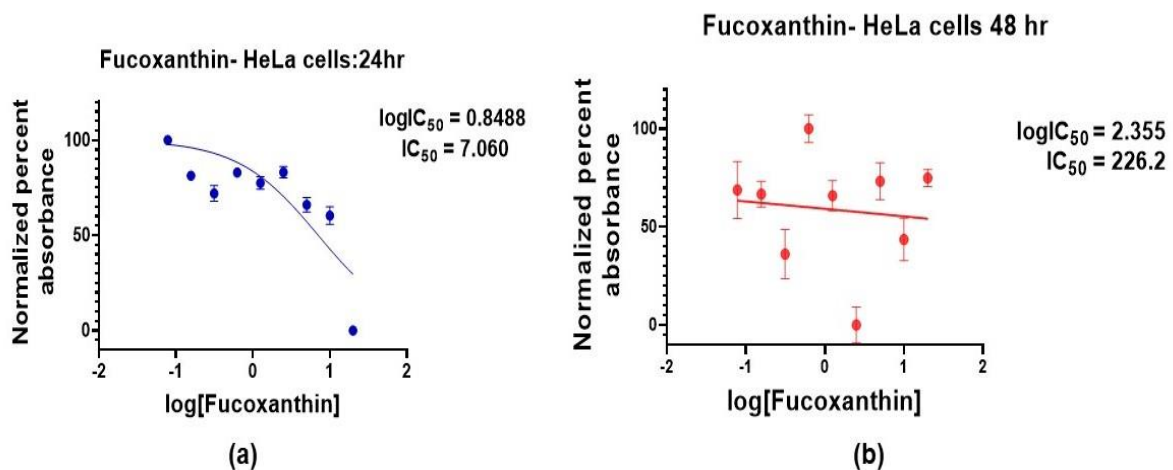 Fucoxanthin- HeLa cells:24hr
Normalized percent
absorbance
100
50
0
-2
-1
0
1
2
log[Fucoxanthin]
logIC50 = 0.8488
IC50 = 7.060
(a)
Fucoxanthin- HeLa cells 48 hr
Normalized percent
absorbance
100
50
0
-2
-1
0
1
2
log[Fucoxanthin]
logIC50 = 2.355
IC50 = 226.2
(b)